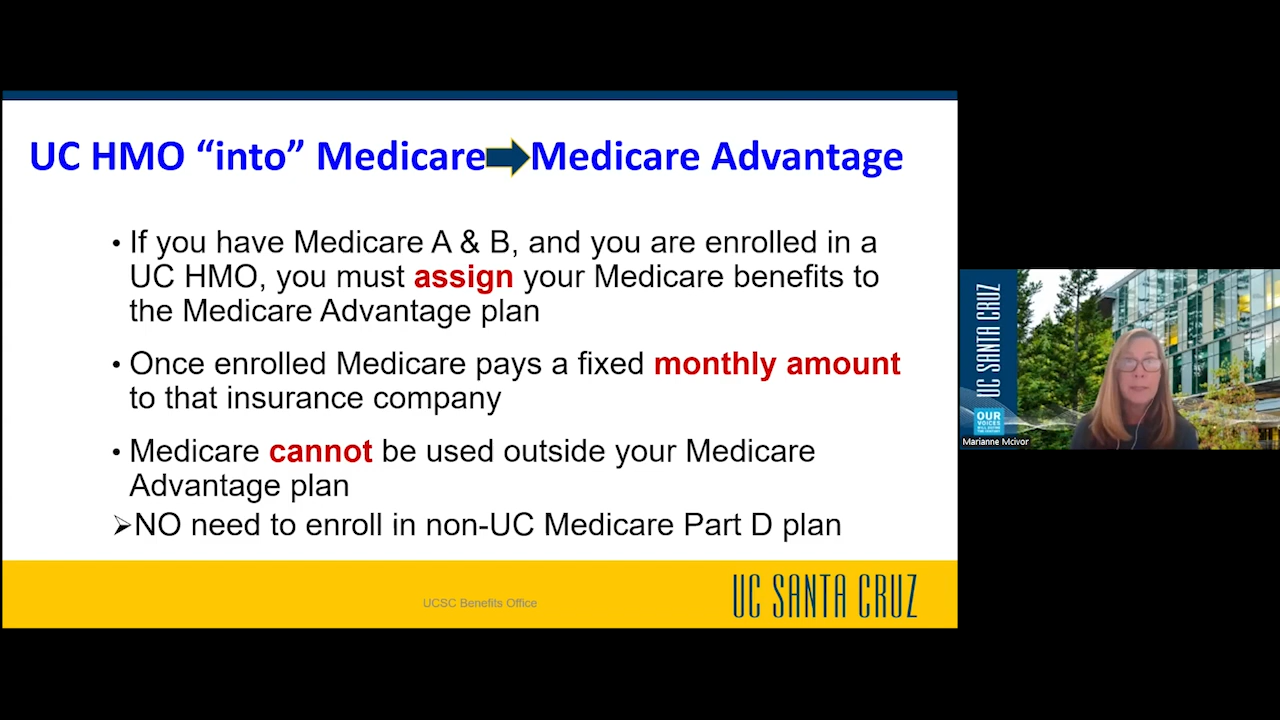 UC HMO “into” Medicare Medicare Advantage
• If you have Medicare A & B, and you are enrolled in a
UC HMO, you must assign your Medicare benefits to
the Medicare Advantage plan
• Once enrolled Medicare pays a fixed monthly amount
to that insurance company
• Medicare cannot be used outside your Medicare
Advantage plan
➢NO need to enroll in non-UC Medicare Part D plan
UCSC Benefits Office
UC SANTA CRUZ
UC SANTA CRUZ
OUR
VOICES
Marianne McIvor